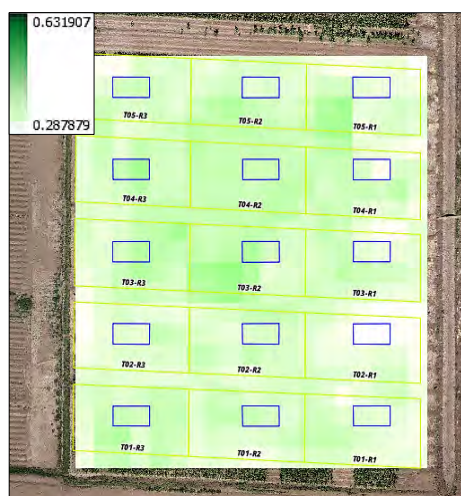 0.631907
0.287879
T05-R3 T05-R2 T05-R1
T04-R3 T04-R2 T04-R1
T03-R3 T03-R2 T03-R1
T02-R3 T02-R2 T02-R1
T01-R3 T01-R2 T01-R1